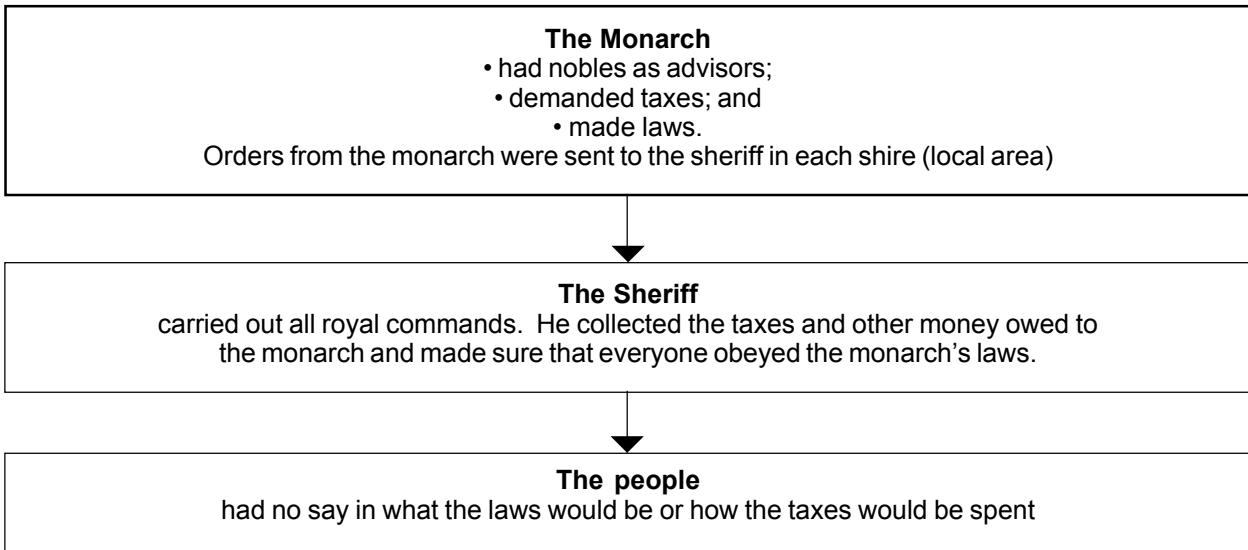 The Monarch
• had nobles as advisors;
• demanded taxes; and
• made laws.
Orders from the monarch were sent to the sheriff in each shire (local area)
The Sheriff
carried out all royal commands.  He collected the taxes and other money owed to
the monarch and made sure that everyone obeyed the monarch’s laws.
The people
had no say in what the laws would be or how the taxes would be spent